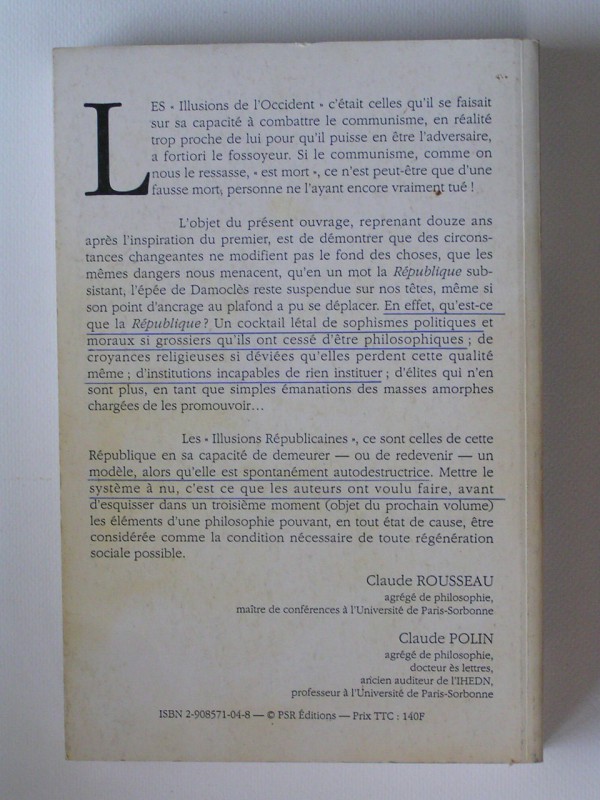 LES « Illusions de l'Occident » c'était celles qu'il se faisait
sur sa capacité à combattre le communisme, en réalité
trop proche de lui pour qu'il puisse en être l'adversaire,
a fortiori le fossoyeur. Si le communisme, comme on
nous le ressasse, « est mort », ce n'est peut-être que d'une
fausse mort, personne ne l'ayant encore vraiment tué !
L'objet du présent ouvrage, reprenant douze ans
après l'inspiration du premier, est de démontrer que des circons-
tances changeantes ne modifient pas le fond des choses, que les
mêmes dangers nous menacent, qu'en un mot la République sub-
sistant, l'épée de Damoclès reste suspendue sur nos têtes, même si
son point d'ancrage au plafond a pu se déplacer. En effet, qu'est-ce
que la République ? Un cocktail létal de sophismes politiques et
moraux si grossiers qu'ils ont cessé d'être philosophiques ; de
croyances religieuses si déviées qu'elles perdent cette qualité
même ; d'institutions incapables de rien instituer ; d'élites qui n'en
sont plus, en tant que simples émanations des masses amorphes
chargées de les promouvoir...
Les « Illusions Républicaines », ce sont celles de cette
République en sa capacité de demeurer — ou de redevenir — un
modèle, alors qu'elle est spontanément autodestructrice. Mettre le
système à nu, c'est ce que les auteurs ont voulu faire, avant
d'esquisser dans un troisième moment (objet du prochain volume)
les éléments d'une philosophie pouvant, en tout état de cause, être
considérée comme la condition nécessaire de toute régénération
sociale possible.
Claude ROUSSEAU
agrégé de philosophie,
maître de conférences à l'Université de Paris-Sorbonne
Claude POLIN
agrégé de philosophie,
docteur ès lettres,
ancien auditeur de l'IHEDN,
professeur à l'Université de Paris-Sorbonne
ISBN 2-908571-04-8 — © PSR Éditions — Prix TTC : 140F